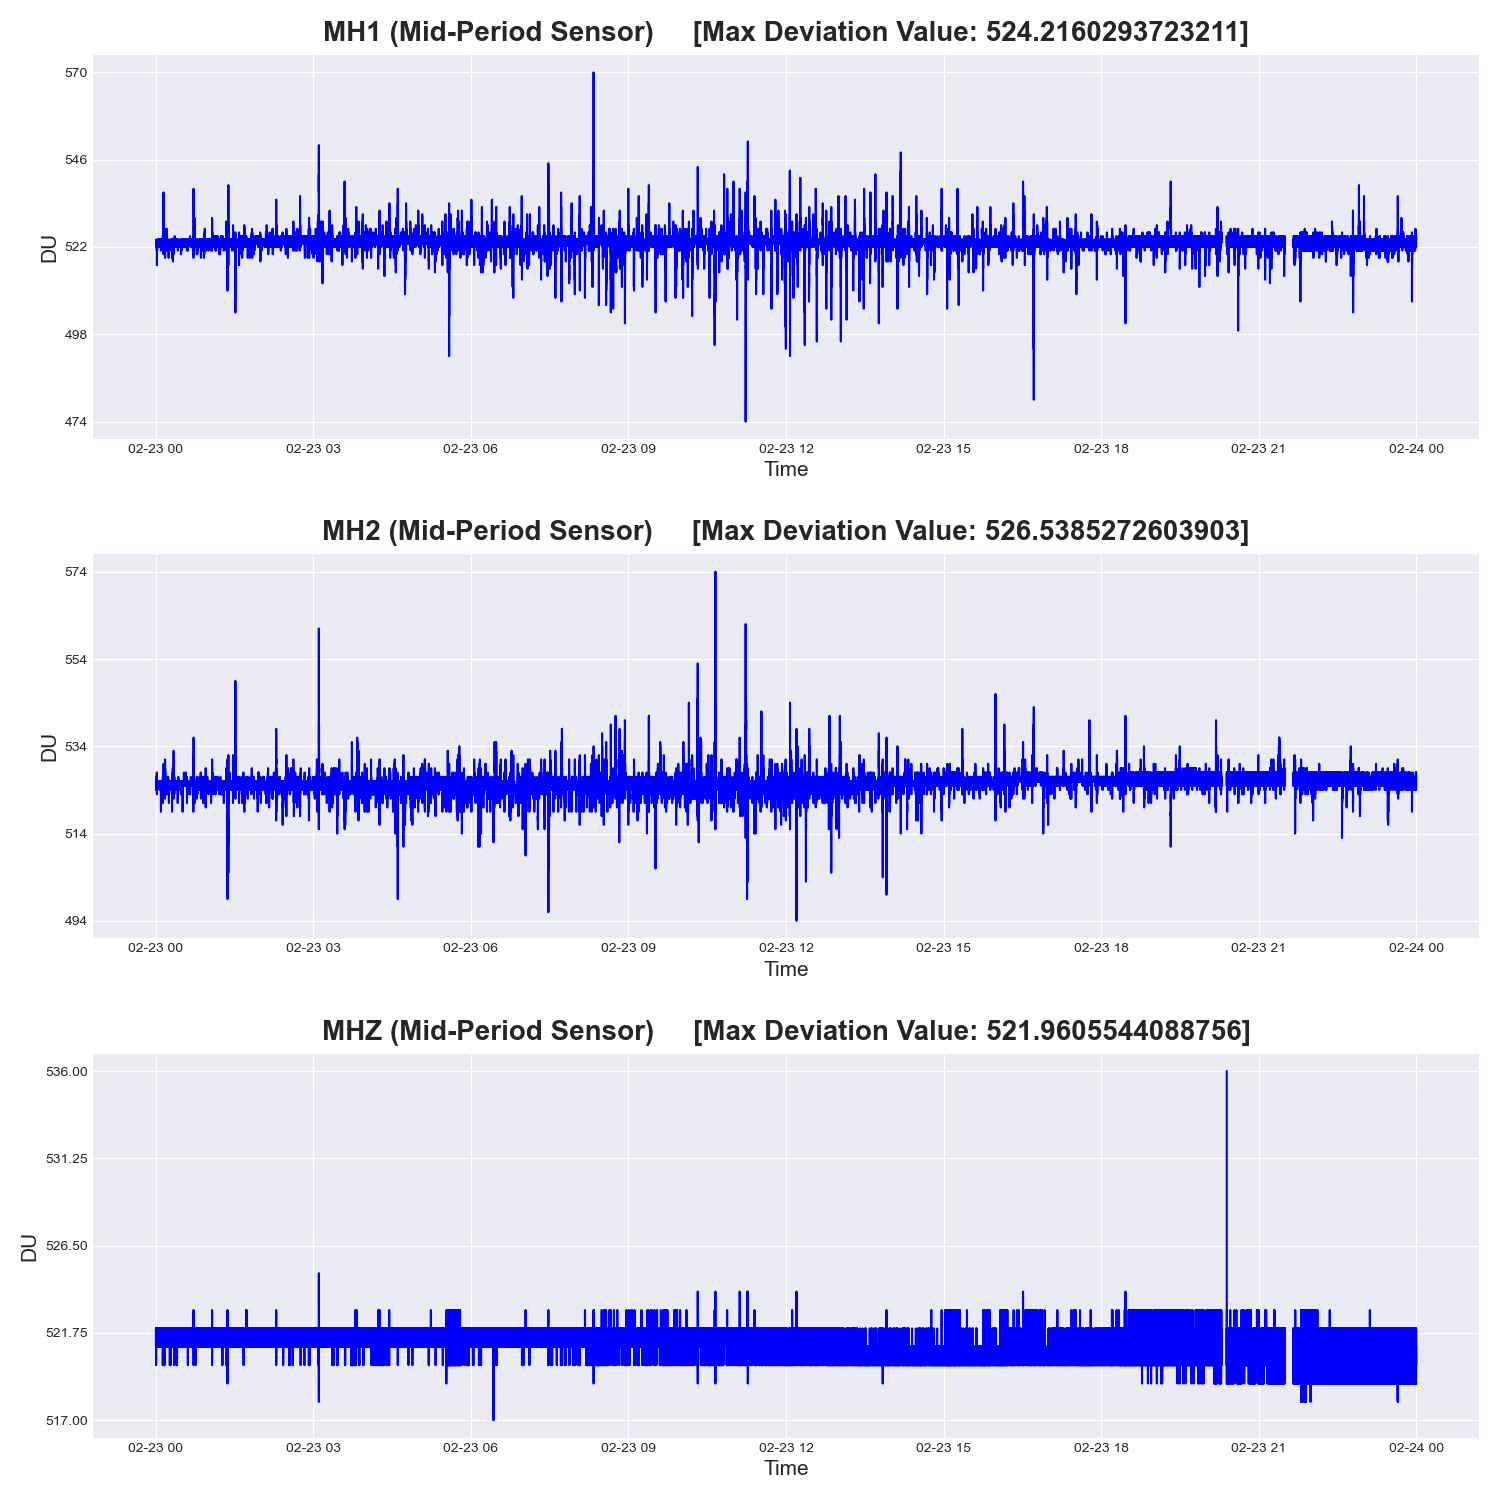 MH1 (Mid-Period Sensor) [Max Deviation Value: 524.2160293723211]
570
546
522
498
474
DU
02-23 00 02-23 03 02-23 06 02-23 09 02-23 12 02-23 15 02-23 18 02-23 21 02-24 00
Time
MH2 (Mid-Period Sensor) [Max Deviation Value: 526.5385272603903]
574
554
534
514
494
DU
02-23 00 02-23 03 02-23 06 02-23 09 02-23 12 02-23 15 02-23 18 02-23 21 02-24 00
Time
MHZ (Mid-Period Sensor) [Max Deviation Value: 521.9605544088756]
536.00
531.25
526.50
521.75
517.00
DU
02-23 00 02-23 03 02-23 06 02-23 09 02-23 12 02-23 15 02-23 18 02-23 21 02-24 00
Time